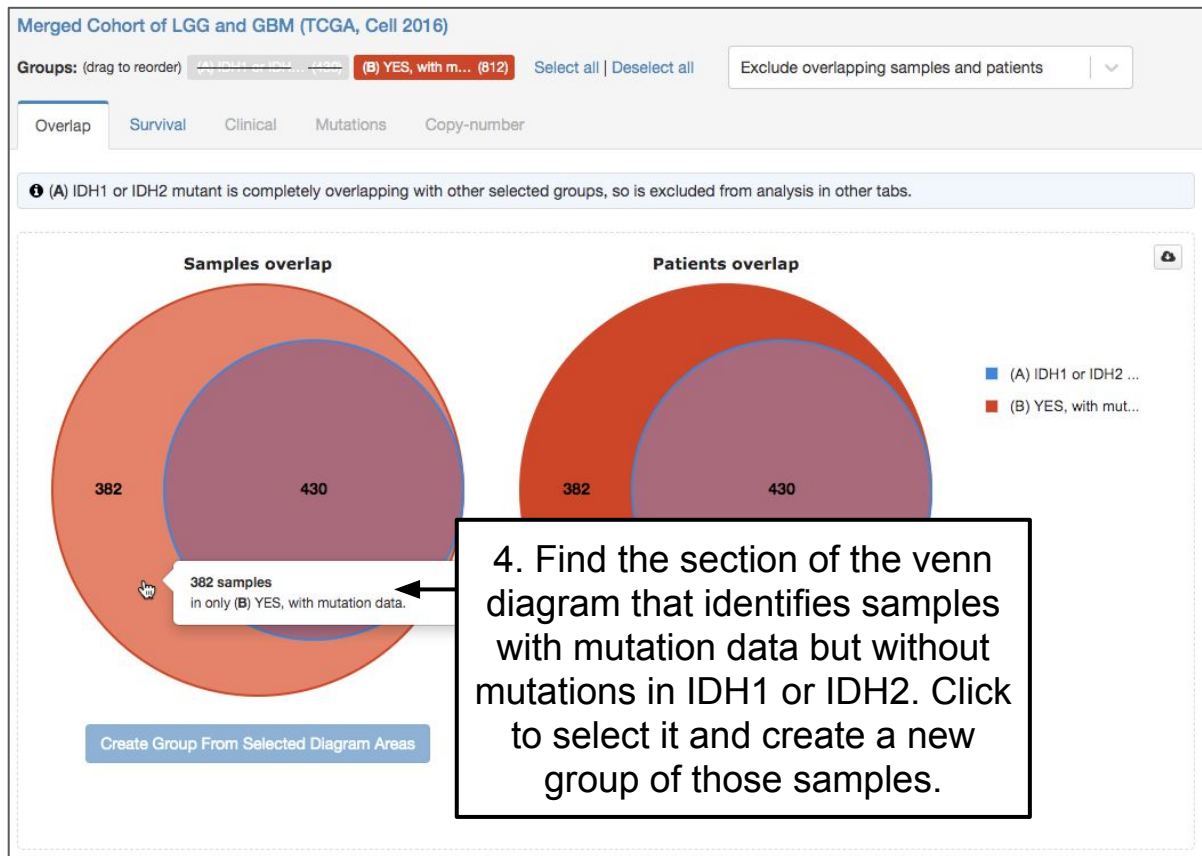 Merged Cohort of LGG and GBM (TCGA, Cell 2016)
Groups: (drag to reorder) (A) IDH1 or IDH... (430) (B) YES, with m... (812) Select all | Deselect all Exclude overlapping samples and patients
Overlap Survival Clinical Mutations Copy-number
(A) IDH1 or IDH2 mutant is completely overlapping with other selected groups, so is excluded from analysis in other tabs.
Samples overlap Patients overlap
(A) IDH1 or IDH2 ...
(B) YES, with mut...
382 430 382 430
382 samples
in only (B) YES, with mutation data.
4. Find the section of the venn
diagram that identifies samples
with mutation data but without
mutations in IDH1 or IDH2. Click
to select it and create a new
group of those samples.
Create Group From Selected Diagram Areas